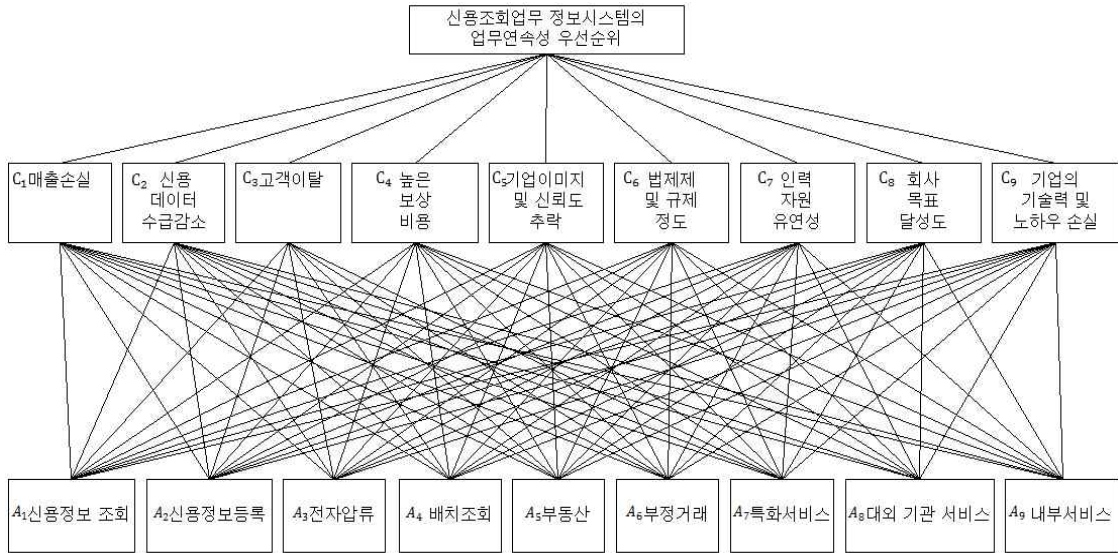 신용조회업무 정보시스템의
업무연속성 우선순위
C₁매출손실
C₂ 신용
데이터
수급감소
C₃고객이탈
C₄ 높은
보상
비용
C₅기업이미지
및 신뢰도
추락
C₆ 법제제
및 규제
정도
C₇ 인력
자원
유연성
C₈ 회사
목표
달성도
C₉ 기업의
기술력 및
노하우 손실
A₁신용정보 조회
A₂신용정보등록
A₃전자압류
A₄ 배치조회
A₅부동산
A₆부정거래
A₇특화서비스
A₈대외 기관 서비스
A₉ 내부서비스